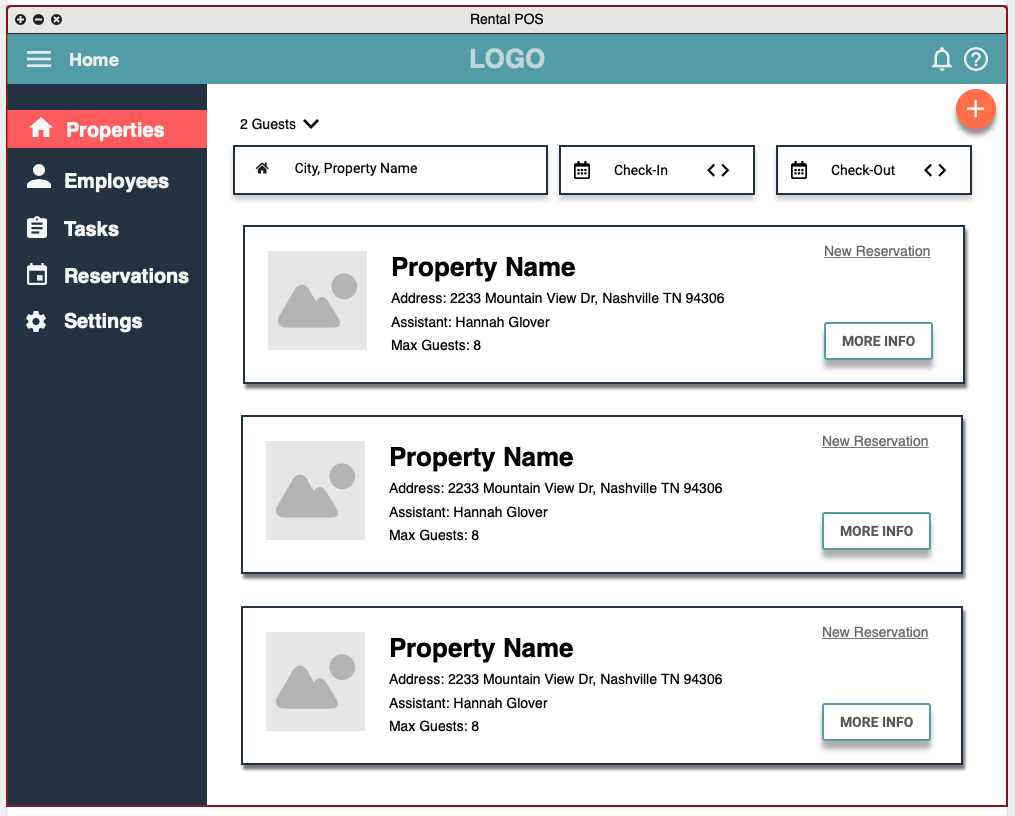 Rental POS
Home
LOGO
Properties
Employees
Tasks
Reservations
Settings
2 Guests
City, Property Name
Check-In
Check-Out
New Reservation
Property Name
Address: 2233 Mountain View Dr, Nashville TN 94306
Assistant: Hannah Glover
Max Guests: 8
MORE INFO
New Reservation
Property Name
Address: 2233 Mountain View Dr, Nashville TN 94306
Assistant: Hannah Glover
Max Guests: 8
MORE INFO
New Reservation
Property Name
Address: 2233 Mountain View Dr, Nashville TN 94306
Assistant: Hannah Glover
Max Guests: 8
MORE INFO